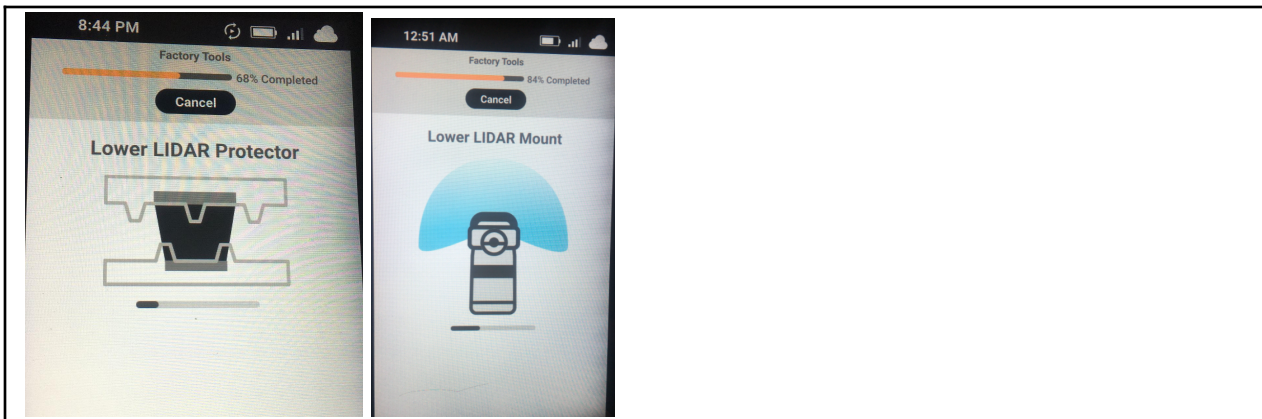 8:44 PM
Factory Tools
68% Completed
Cancel
Lower LIDAR Protector
12:51 AM
Factory Tools
84% Completed
Cancel
Lower LIDAR Mount